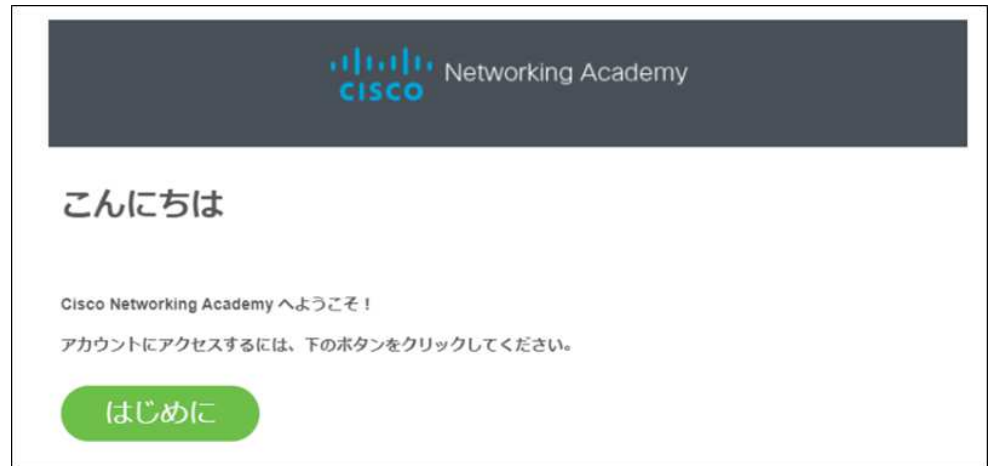 CISCO Networking Academy
こんにちは
Cisco Networking Academy へようこそ！
アカウントにアクセスするには、下のボタンをクリックしてください。
はじめに